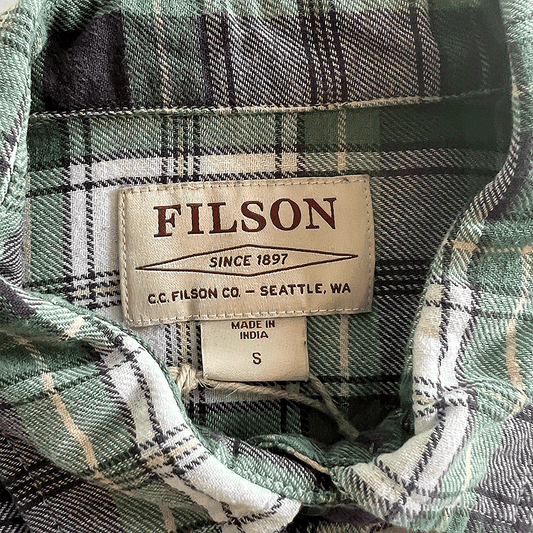 FILSON
SINCE 1897
C.C. FILSON CO. – SEATTLE, WA
MADE IN
INDIA
S